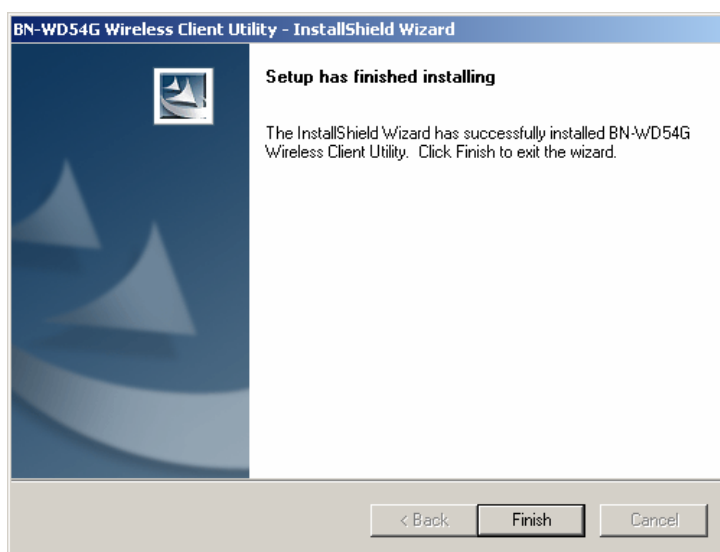 BN-WD54G Wireless Client Utility - InstallShield Wizard
Setup has finished installing
The InstallShield Wizard has successfully installed BN-WD54G
Wireless Client Utility. Click Finish to exit the wizard.
< Back Finish Cancel